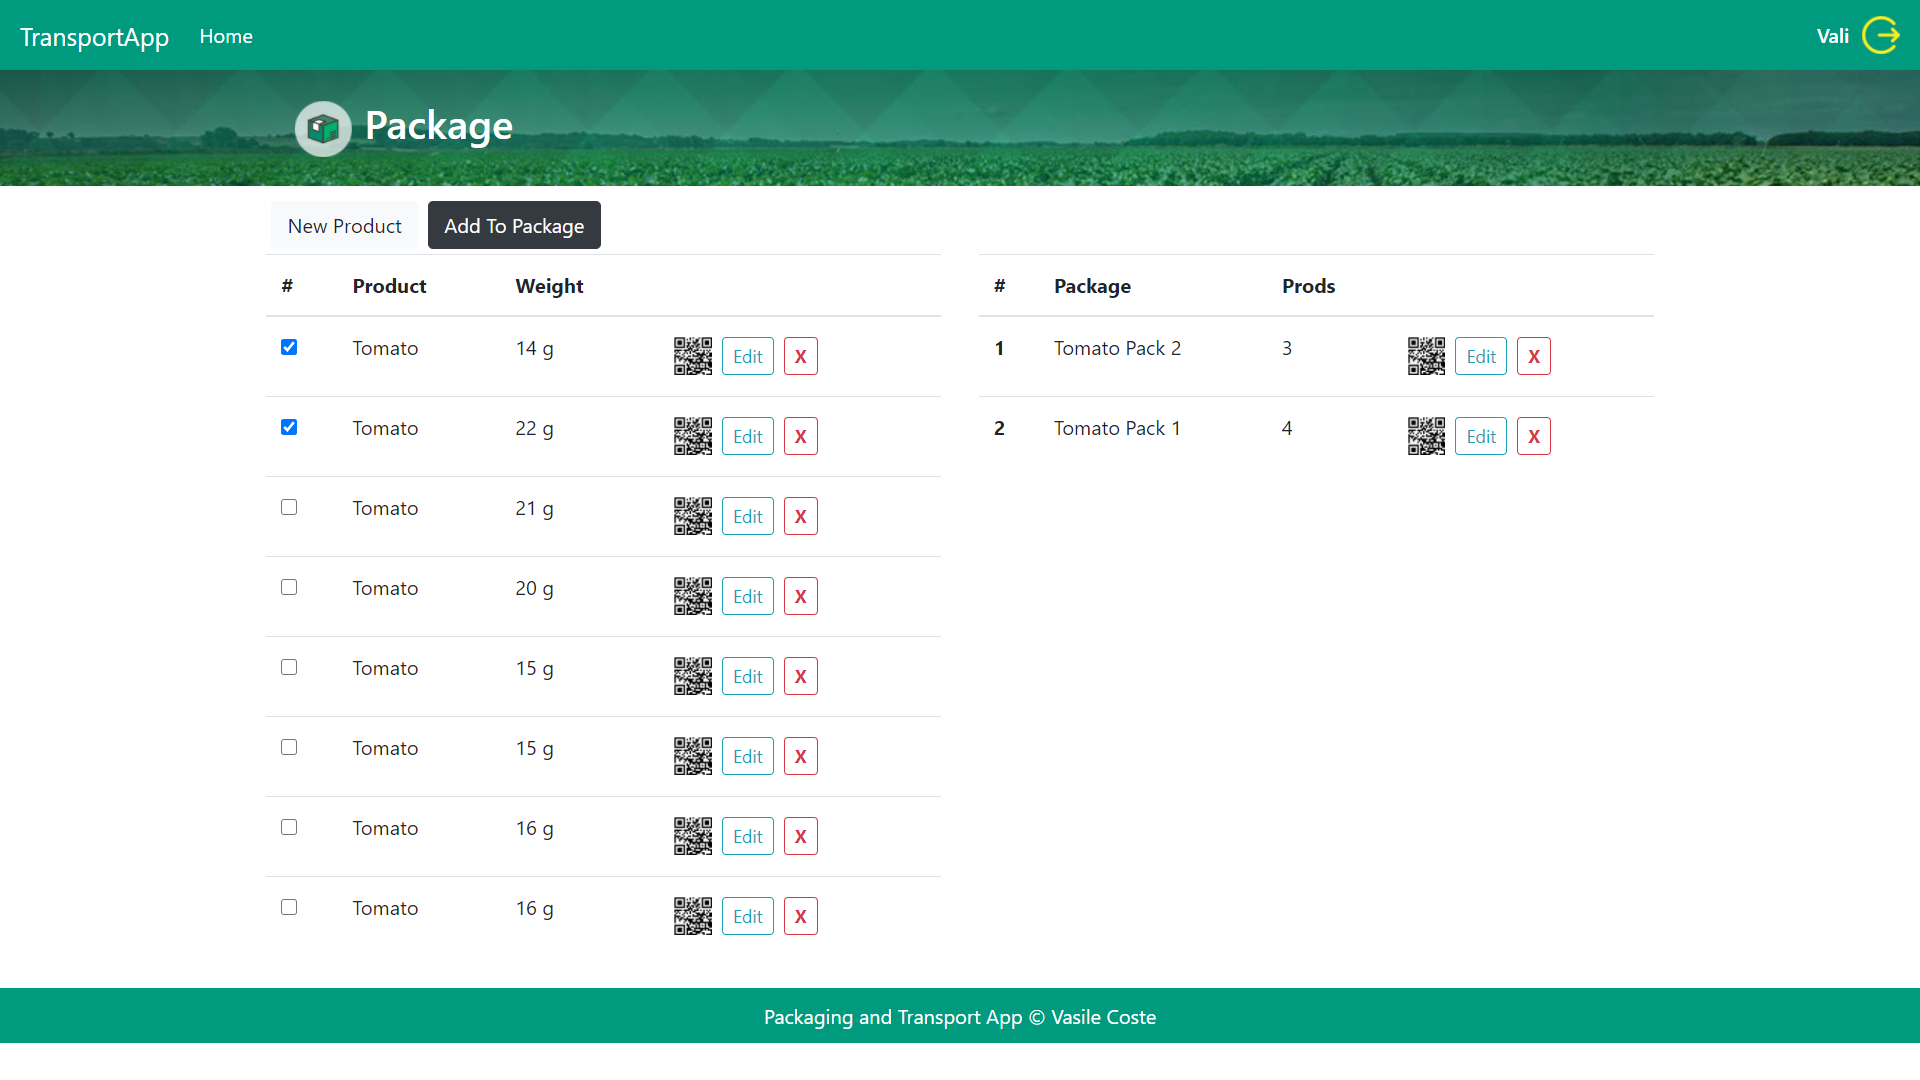 TransportApp Home Vali
Package
New Product Add To Package
# Product Weight
Tomato 14 g Edit X
Tomato 22 g Edit X
Tomato 21 g Edit X
Tomato 20 g Edit X
Tomato 15 g Edit X
Tomato 15 g Edit X
Tomato 16 g Edit X
Tomato 16 g Edit X
# Package Prods
1 Tomato Pack 2 3 Edit X
2 Tomato Pack 1 4 Edit X
Packaging and Transport App © Vasile Coste